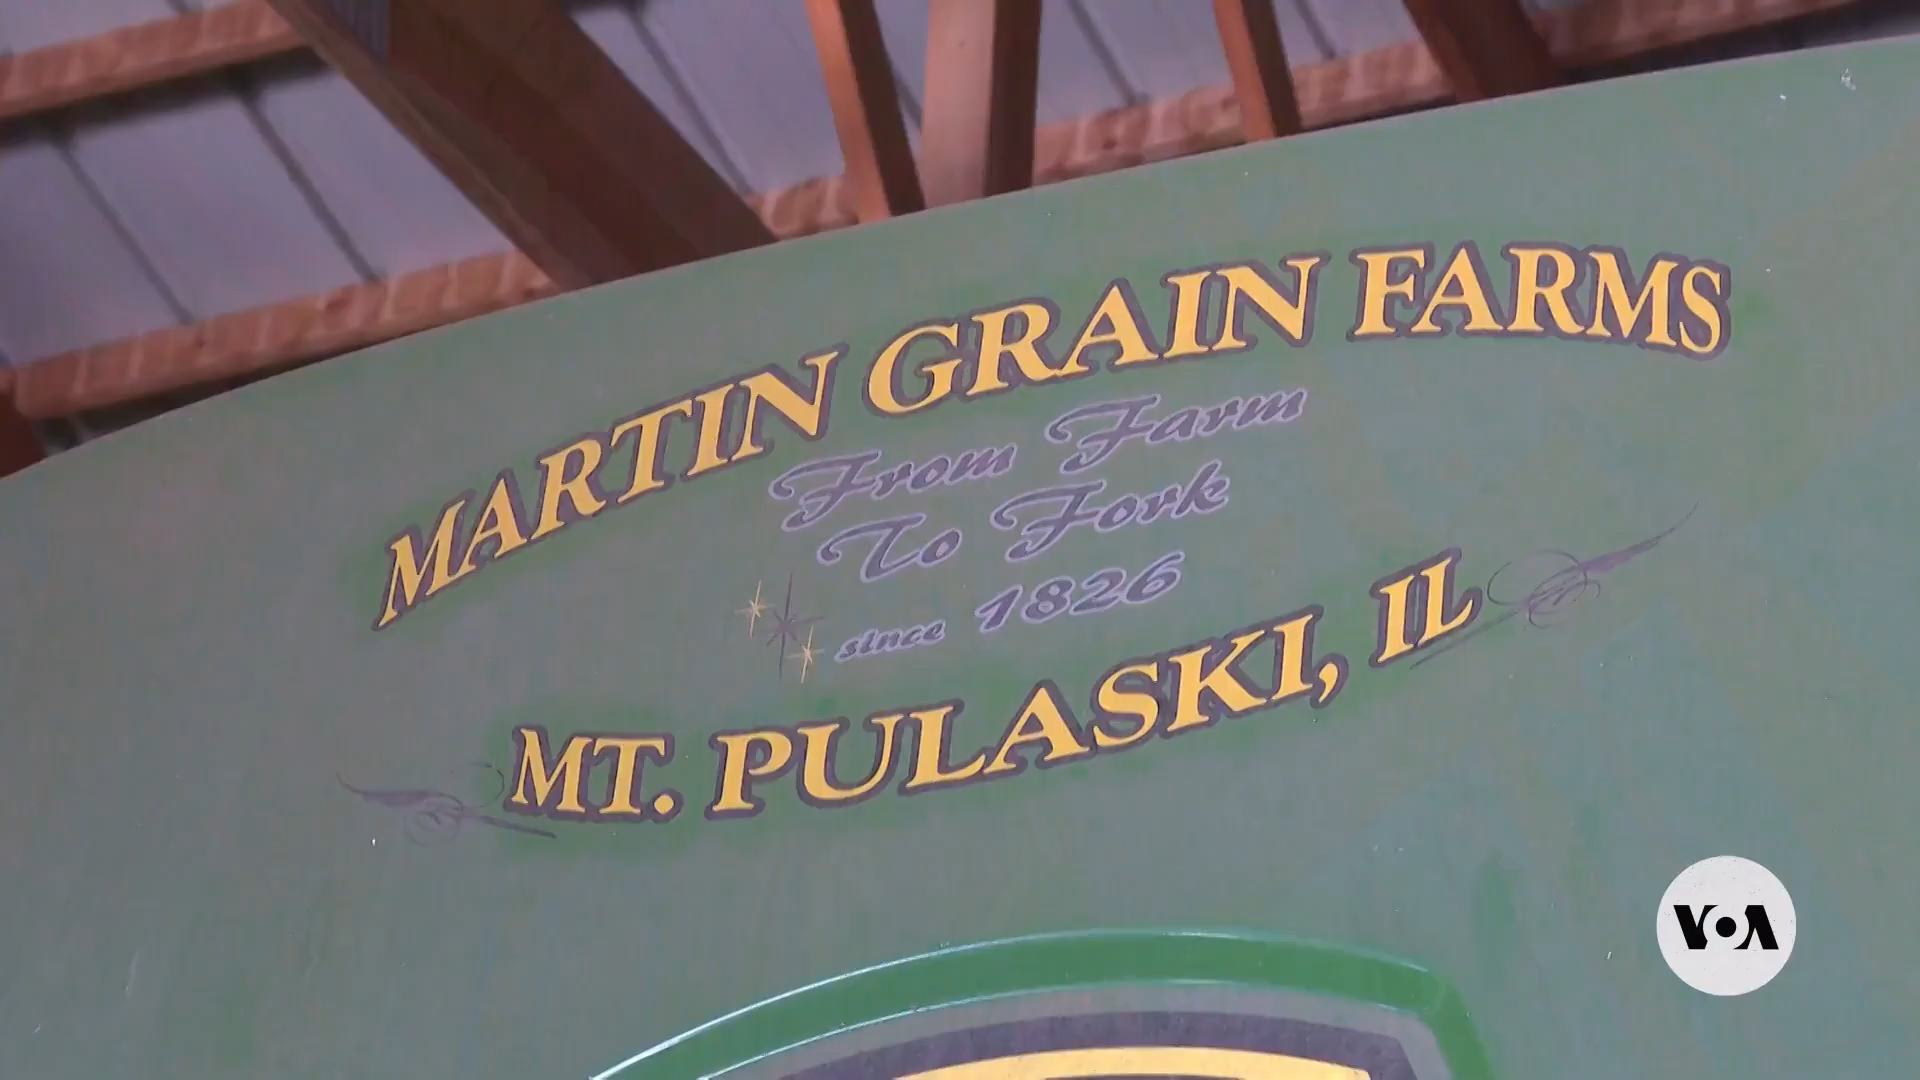 MARTIN GRAIN FARMS
From Farm
To Fork
since 1826
MT. PULASKI, IL
VOA